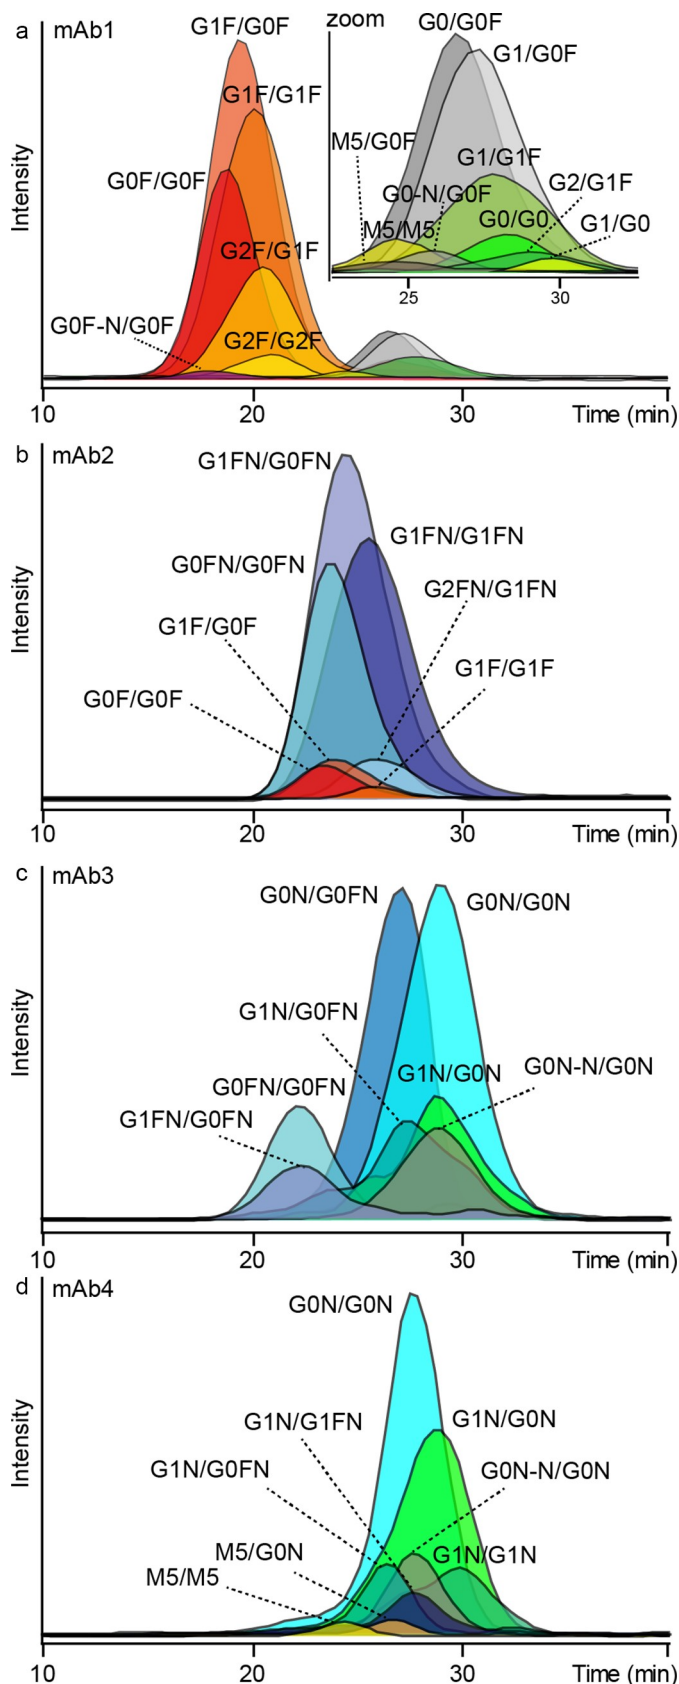 a mAb1
G1F/G0F
zoom
G0/G0F
G1/G0F
G1F/G1F
M5/G0F
G1/G1F
G0F/G0F
G0-N/G0F
G2/G1F
M5/M5
G0/G0
G1/G0
G2F/G1F
25 30
G0F-N/G0F
G2F/G2F
Intensity
10 20 30 Time (min)
b mAb2
G1FN/G0FN
G1FN/G1FN
G0FN/G0FN
G2FN/G1FN
G1F/G0F
G1F/G1F
G0F/G0F
Intensity
10 20 30 Time (min)
c mAb3
G0N/G0FN
G0N/G0N
G1N/G0FN
G1N/G0N
G0N-N/G0N
G0FN/G0FN
G1FN/G0FN
Intensity
10 20 30 Time (min)
d mAb4
G0N/G0N
G1N/G1FN
G1N/G0N
G1N/G0FN
G0N-N/G0N
M5/G0N
G1N/G1N
M5/M5
Intensity
10 20 30 Time (min)